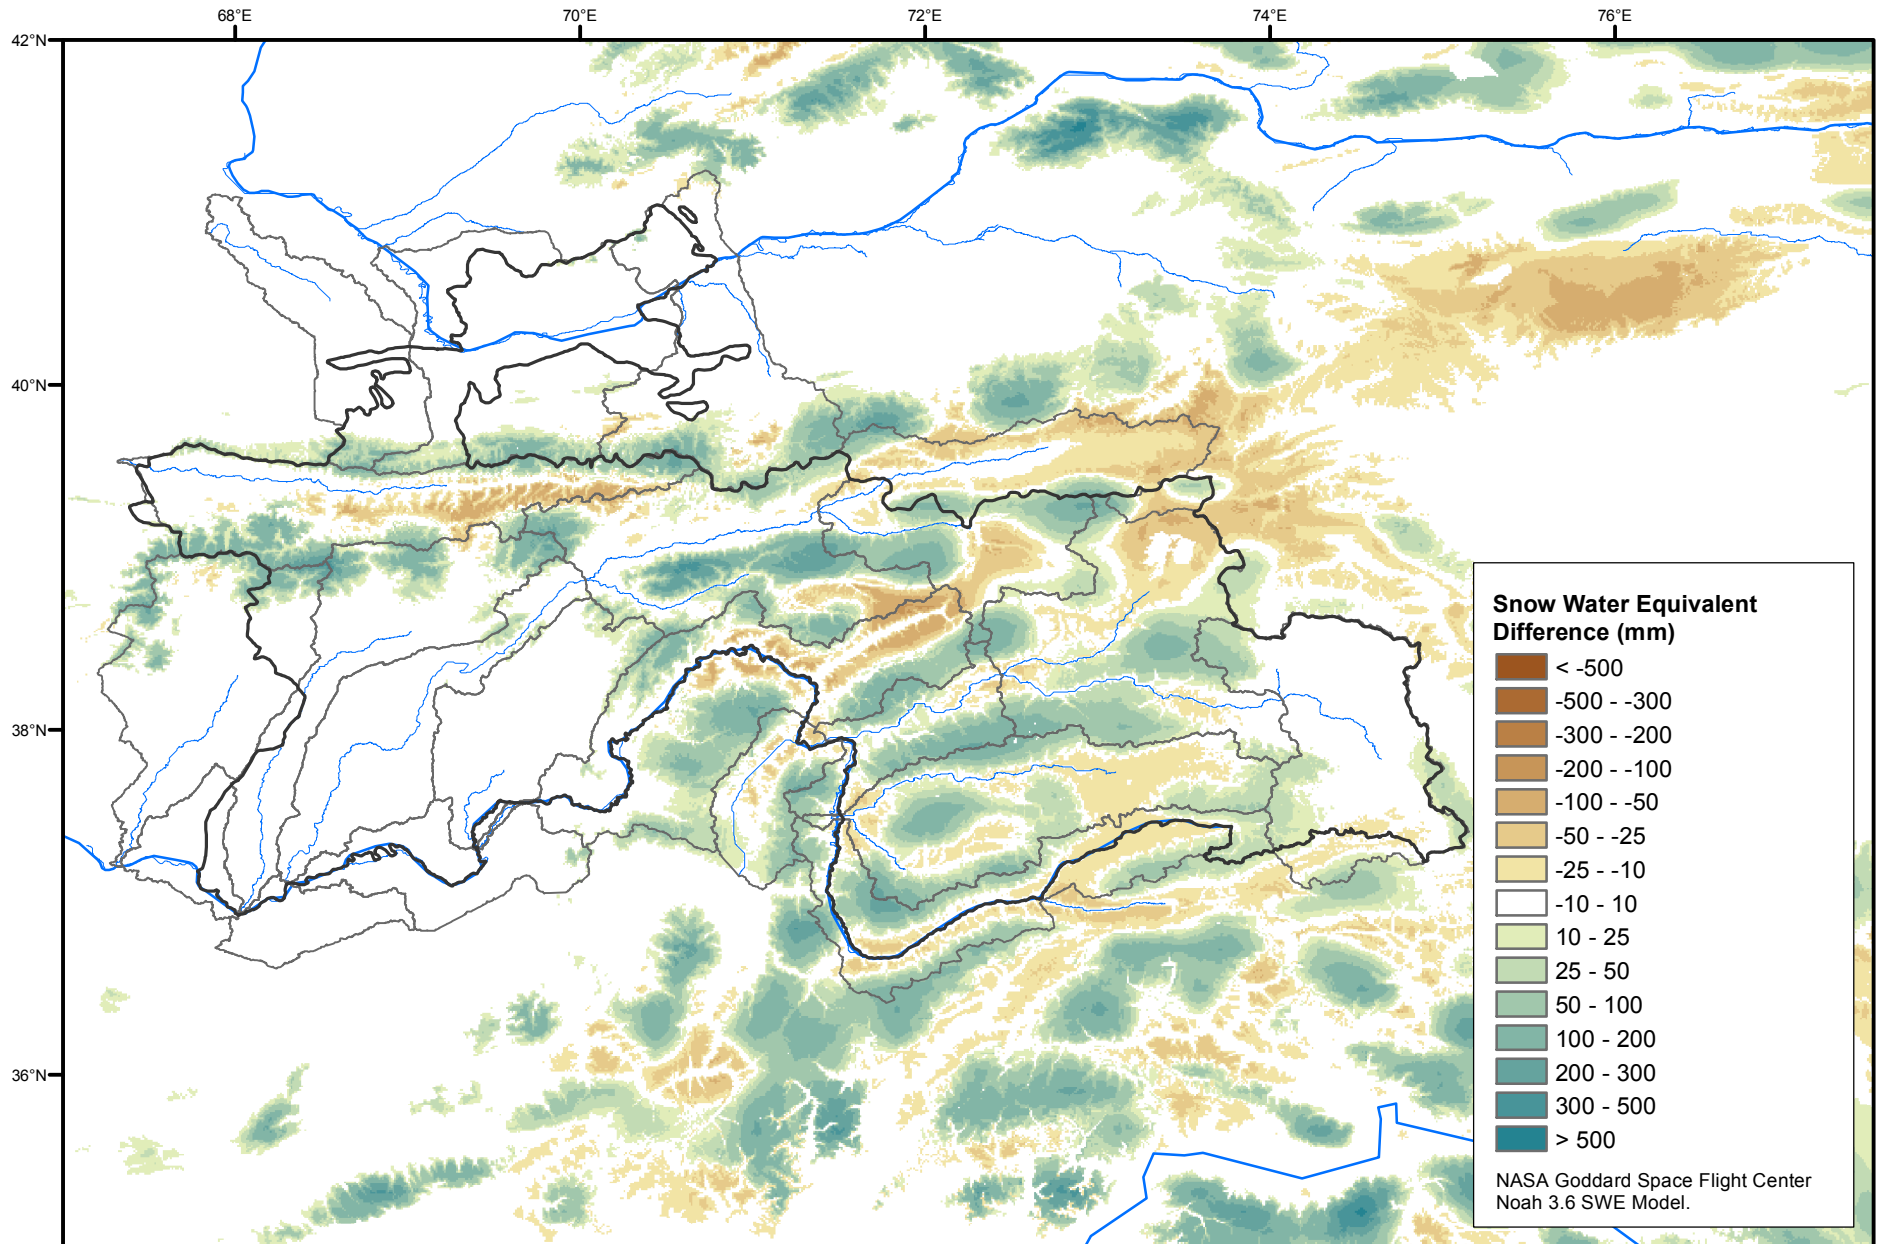 68°E
70°E
72°E
74°E
76°E
42°N
40°N
38°N
36°N
Snow Water Equivalent
Difference (mm)
< -500
-500 - -300
-300 - -200
-200 - -100
-100 - -50
-50 - -25
-25 - -10
-10 - 10
10 - 25
25 - 50
50 - 100
100 - 200
200 - 300
300 - 500
> 500
NASA Goddard Space Flight Center
Noah 3.6 SWE Model.